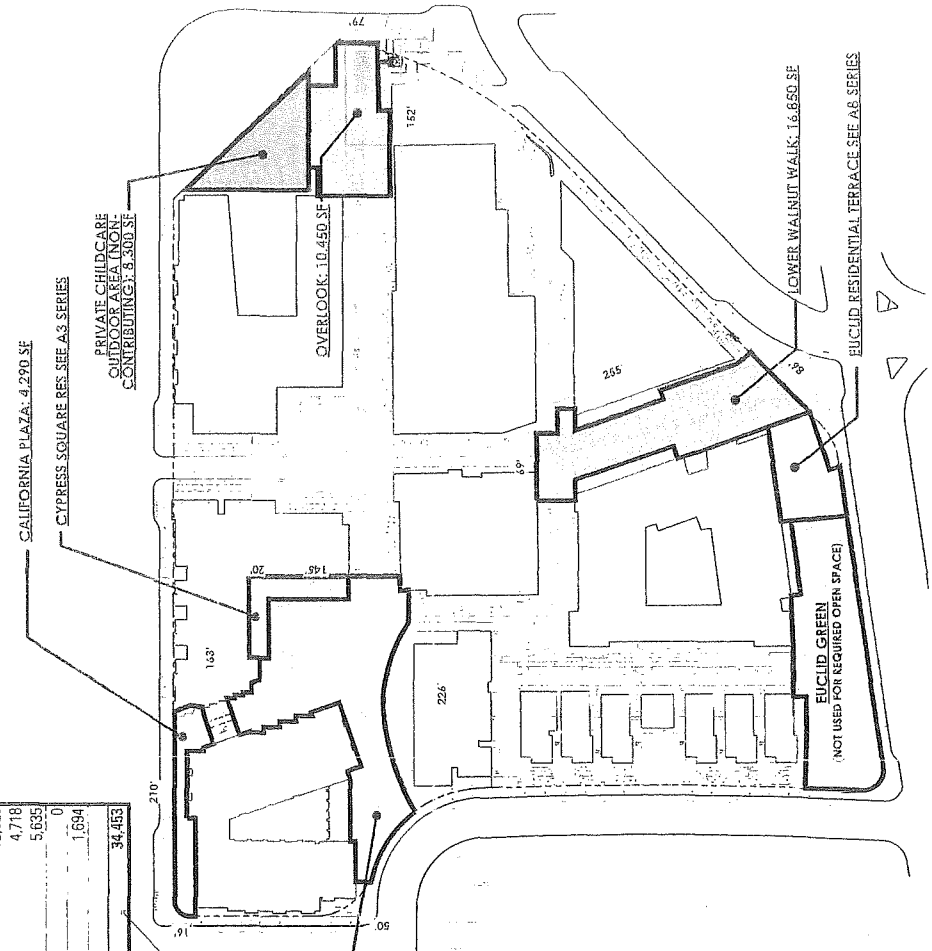 CALIFORNIA PLAZA: 4,290 SF
CYPRESS SQUARE RES SEE A3 SERIES
PRIVATE CHILDCARE
OUTDOOR AREA (NON-
CONTRIBUTING): 8,300 SF
OVERLOOK: 10,450 SF
LOWER WALNUT WALK: 16,850 SF
EUCLID RESIDENTIAL TERRACE SEE A8 SERIES
EUCLID GREEN
(NOT USED FOR REQUIRED OPEN SPACE)
4,718
5,635
0
1,694
34,453
79'
152'
265'
86'
69'
20'
145'
163'
226'
210'
16'
50'